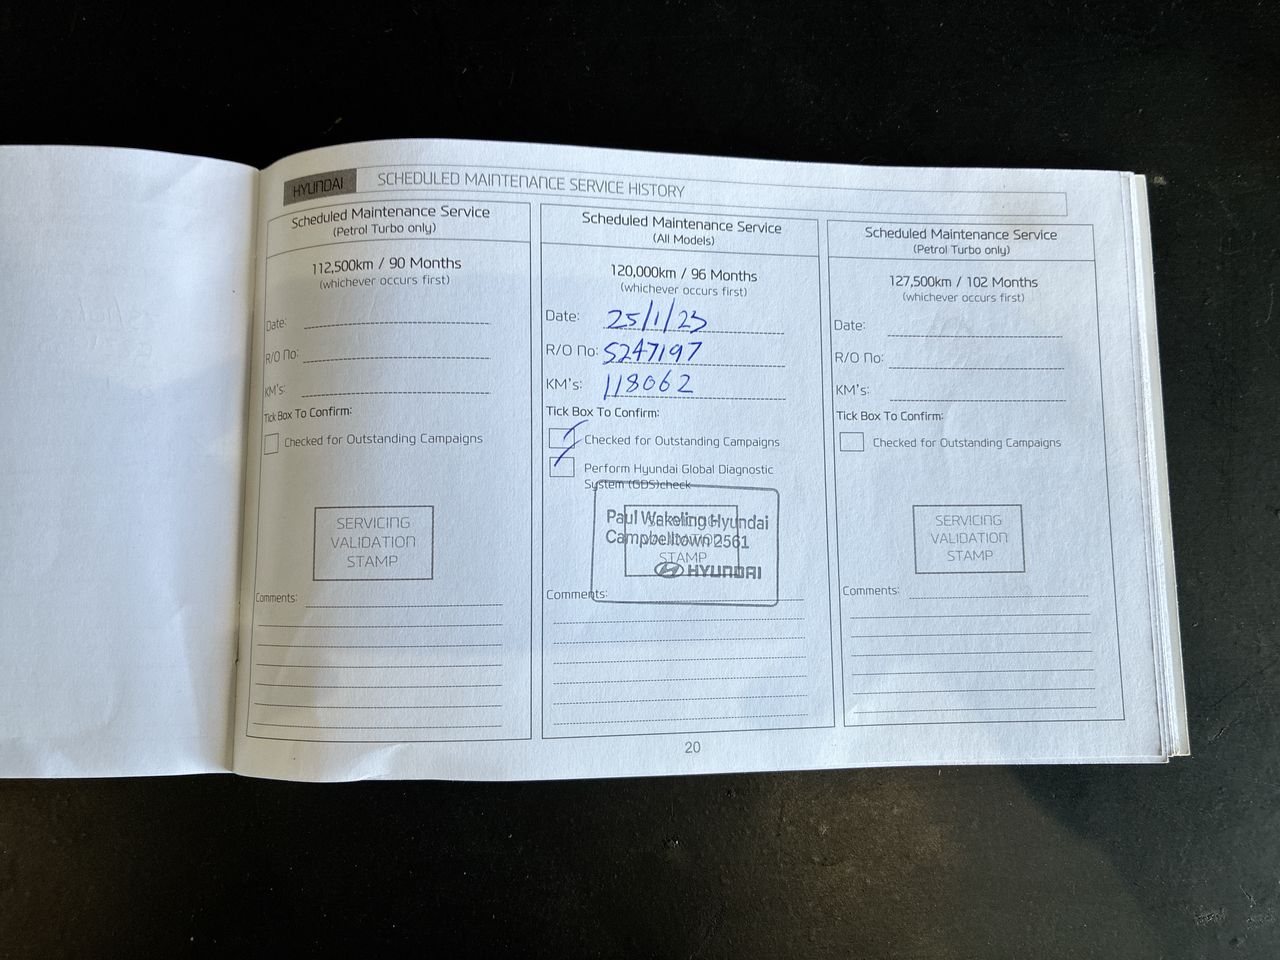 HYUNDAI SCHEDULED MAINTENANCE SERVICE HISTORY
Scheduled Maintenance Service
(Petrol Turbo only)
112,500km / 90 Months
(whichever occurs first)
Date:
R/O No:
KM's:
Tick Box To Confirm:
Checked for Outstanding Campaigns
SERVICING
VALIDATION
STAMP
Comments:
Scheduled Maintenance Service
(All Models)
120,000km / 96 Months
(whichever occurs first)
Date: 25/1/23
R/O No: S247197
KM's: 118062
Tick Box To Confirm:
Checked for Outstanding Campaigns
Perform Hyundai Global Diagnostic
System (GDS)check
Paul Wakeling Hyundai
Campbelltown 2561
STAMP
HYUNDAI
Comments:
Scheduled Maintenance Service
(Petrol Turbo only)
127,500km / 102 Months
(whichever occurs first)
Date:
R/O No:
KM's:
Tick Box To Confirm:
Checked for Outstanding Campaigns
SERVICING
VALIDATION
STAMP
Comments:
20